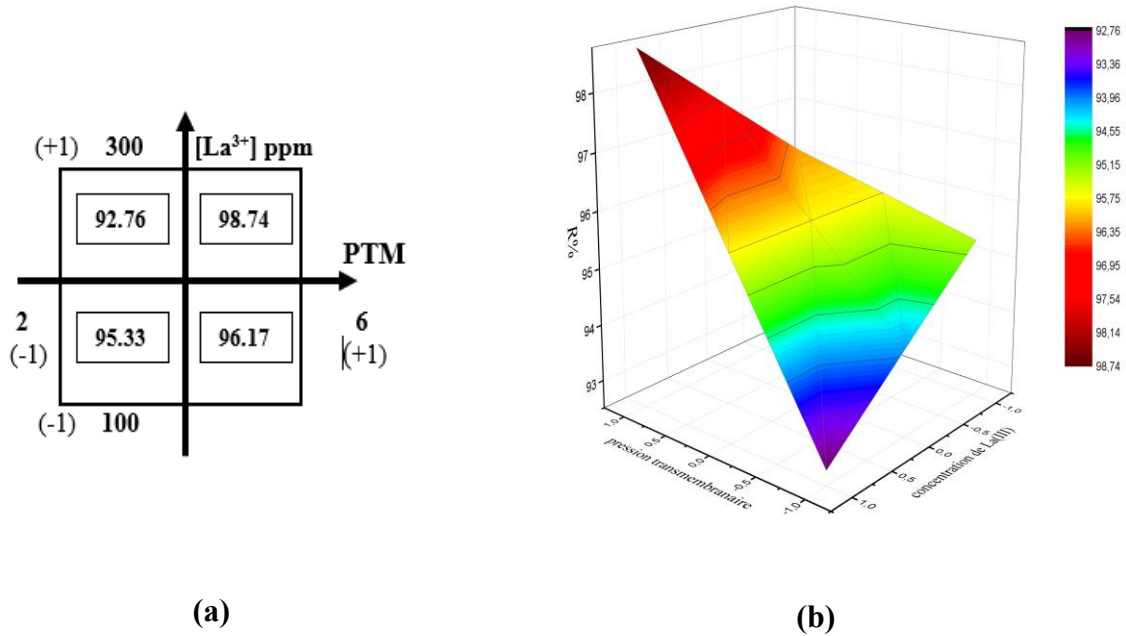 (+1) 300 [La³⁺] ppm
92.76 98.74
PTM
2 95.33 96.17 6
(-1) (+1)
(-1) 100
98
97
96
95
94
93
R%
1.0 0.5 0.0 -0.5 -1.0
pression transmembranaire
-1.0 -0.5 0.0 0.5 1.0
concentration de La(III)
92,76
93,36
93,96
94,55
95,15
95,75
96,35
96,95
97,54
98,14
98,74
(a) (b)